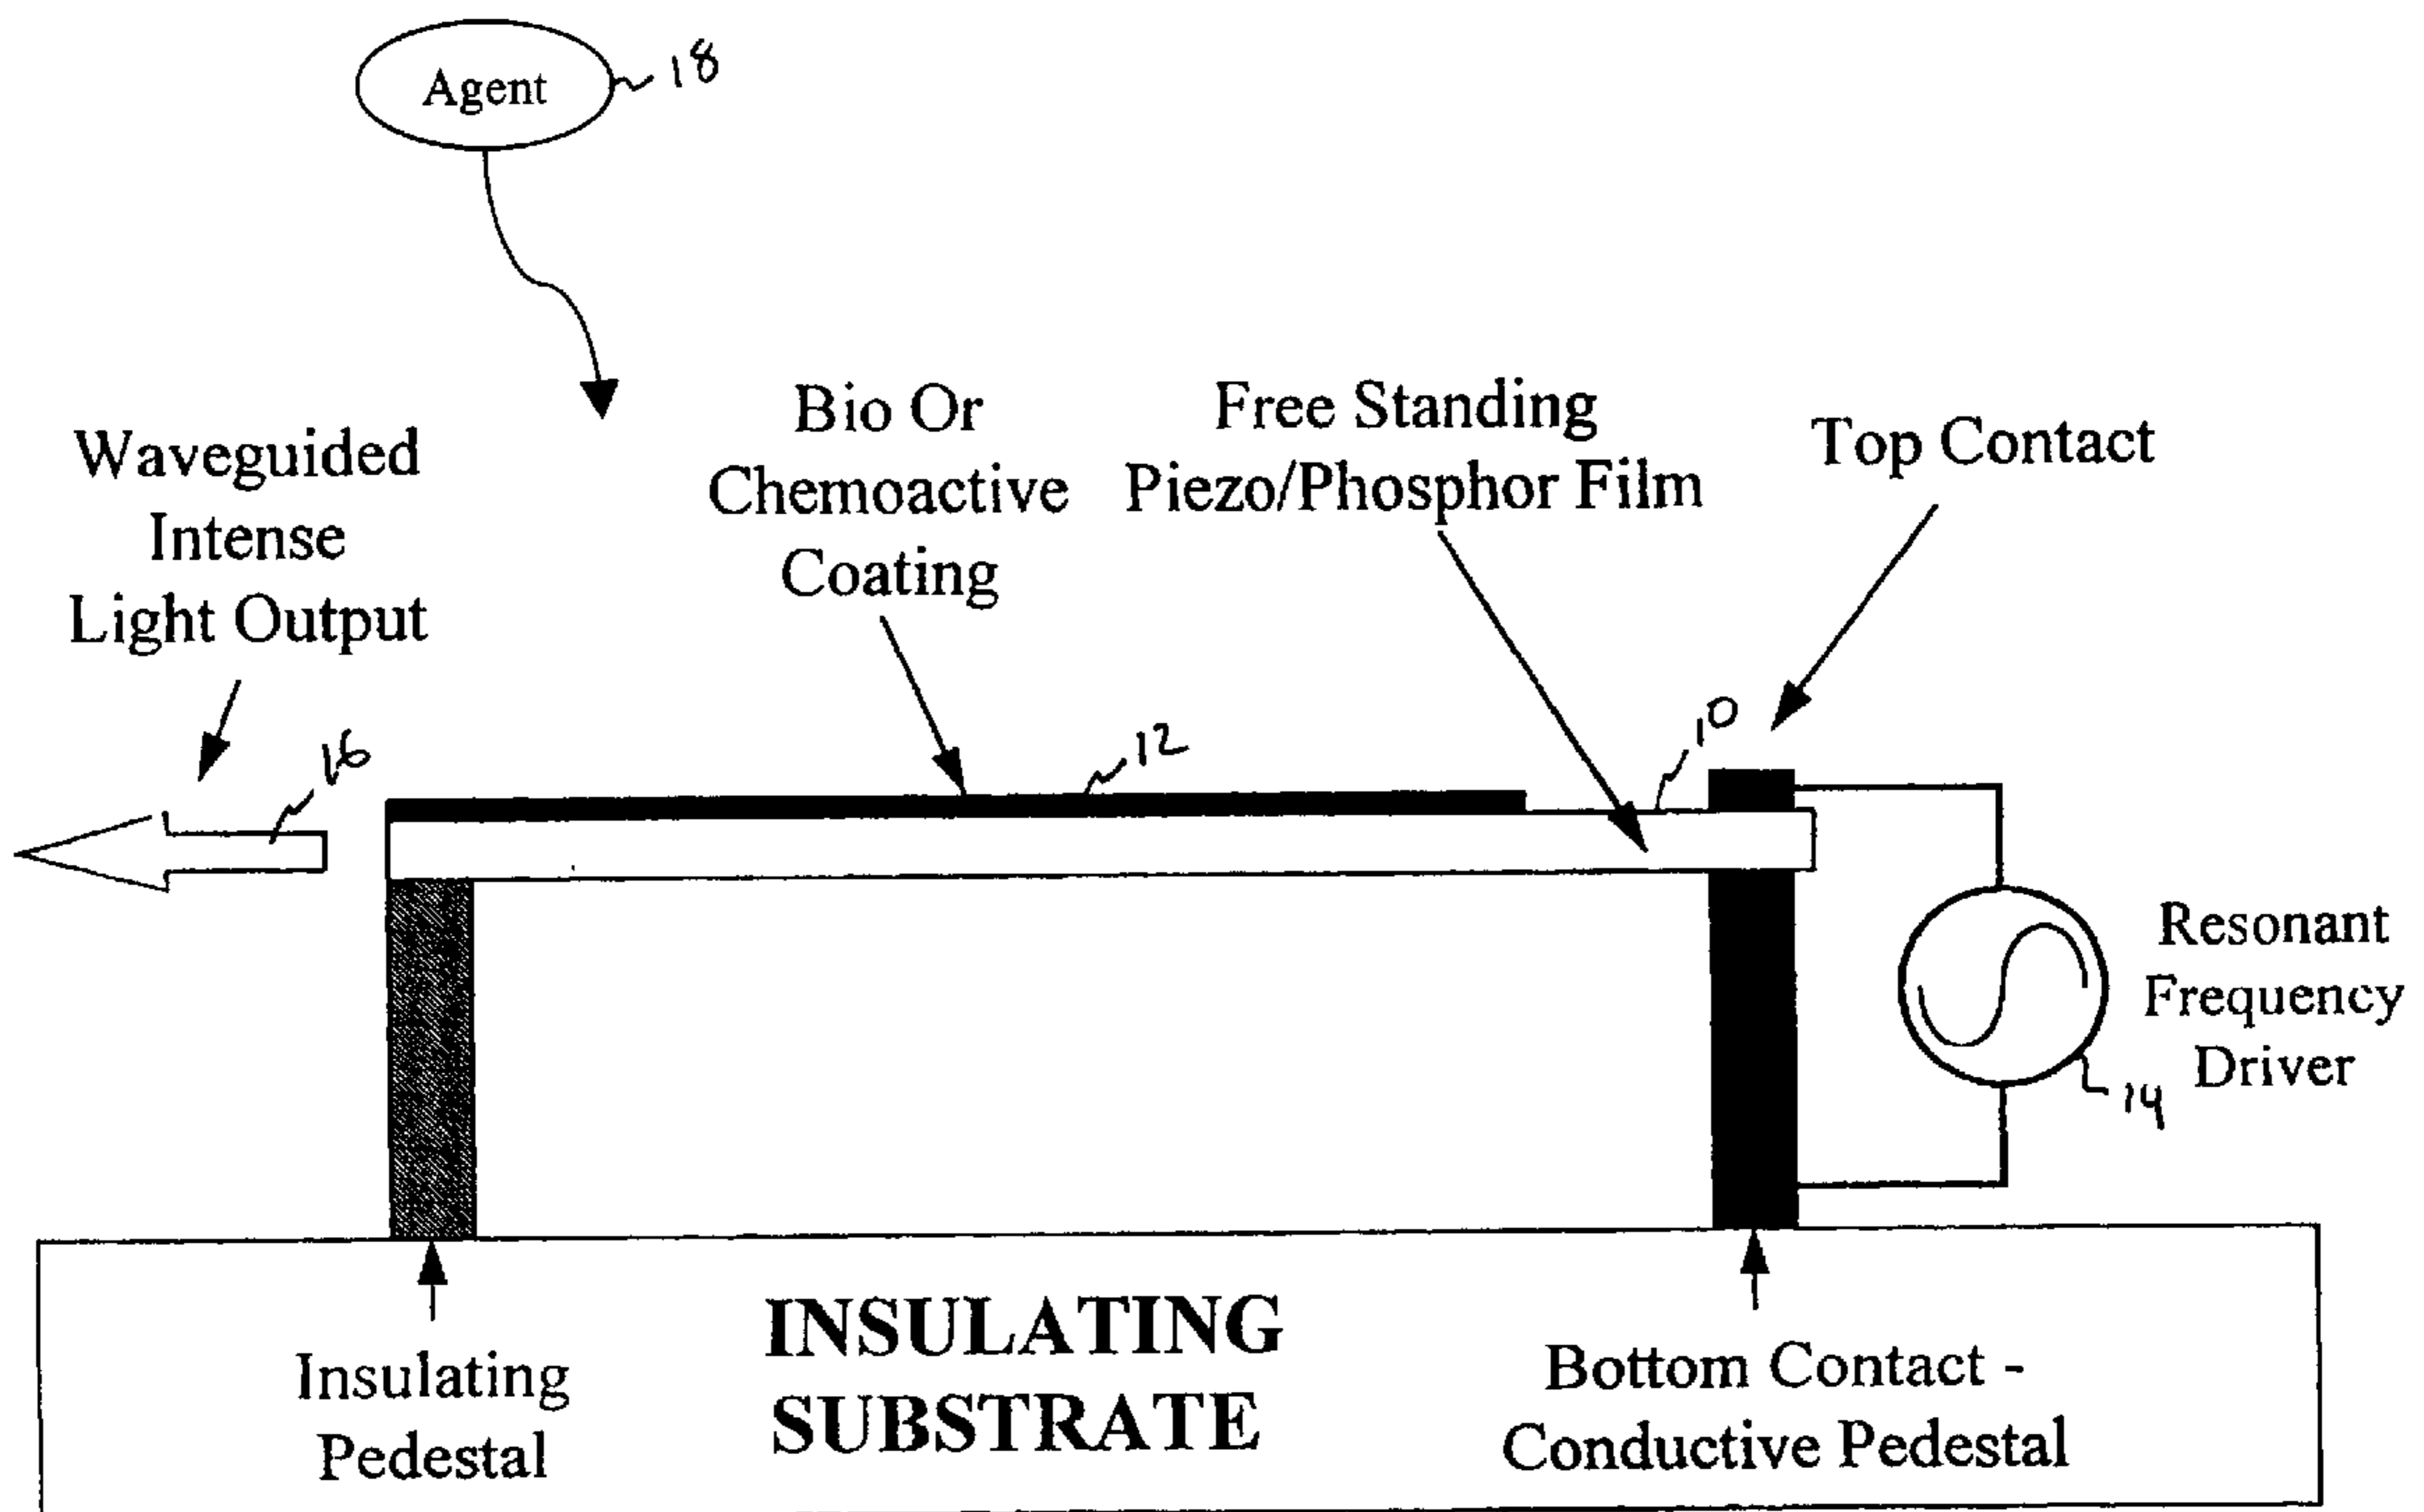 Agent
18
Waveguided
Intense
Light Output
Bio Or
Chemoactive
Coating
Free Standing
Piezo/Phosphor Film
Top Contact
16
12
10
Resonant
Frequency
Driver
14
Insulating
Pedestal
INSULATING
SUBSTRATE
Bottom Contact -
Conductive Pedestal